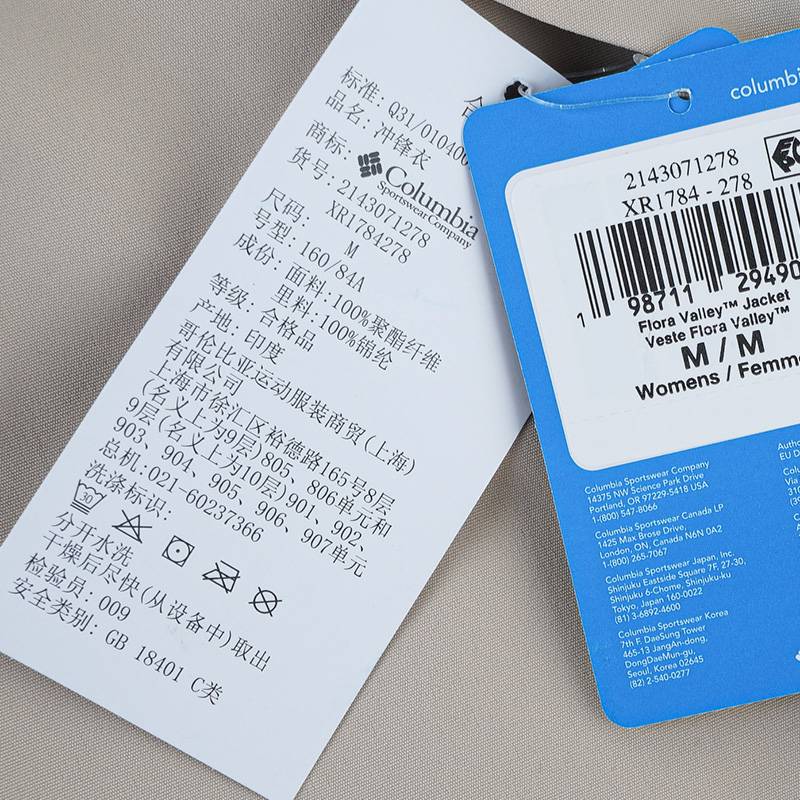 合
标准: Q31/010400
品名: 冲锋衣
商标: Columbia
Sportswear Company
货号: 2143071278
XR1784278
尺码: M
号型: 160/84A
成份: 面料:100%聚酯纤维
里料:100%锦纶
等级: 合格品
产地: 印度
哥伦比亚运动服装商贸(上海)
有限公司
上海市徐汇区裕德路165号8层
(名义上为9层)805、806单元和
9层(名义上为10层)901、902、
903、904、905、906、907单元
总机:021-60237366
洗涤标识:
30
分开水洗
干燥后尽快(从设备中)取出
检验员: 009
安全类别: GB 18401 C类
columbia
2143071278
XR1784 - 278
1 98711 29490
Flora Valley™ Jacket
Veste Flora Valley™
M / M
Womens / Femme
Columbia Sportswear Company
14375 NW Science Park Drive
Portland, OR 97229-5418 USA
1-(800) 547-8066
Columbia Sportswear Canada LP
1425 Max Brose Drive,
London, ON, Canada N6N 0A2
1-(800) 265-7067
Columbia Sportswear Japan, Inc.
Shinjuku Eastside Square 7F, 27-30,
Shinjuku 6-Chome, Shinjuku-ku
Tokyo, Japan 160-0022
(81) 3-6892-4600
Columbia Sportswear Korea
7th F. DaeSung Tower
465-13 JangAn-dong,
DongDaeMun-gu,
Seoul, Korea 02645
(82) 2-540-0277
Autho
EU D
Colu
Via
310
(39